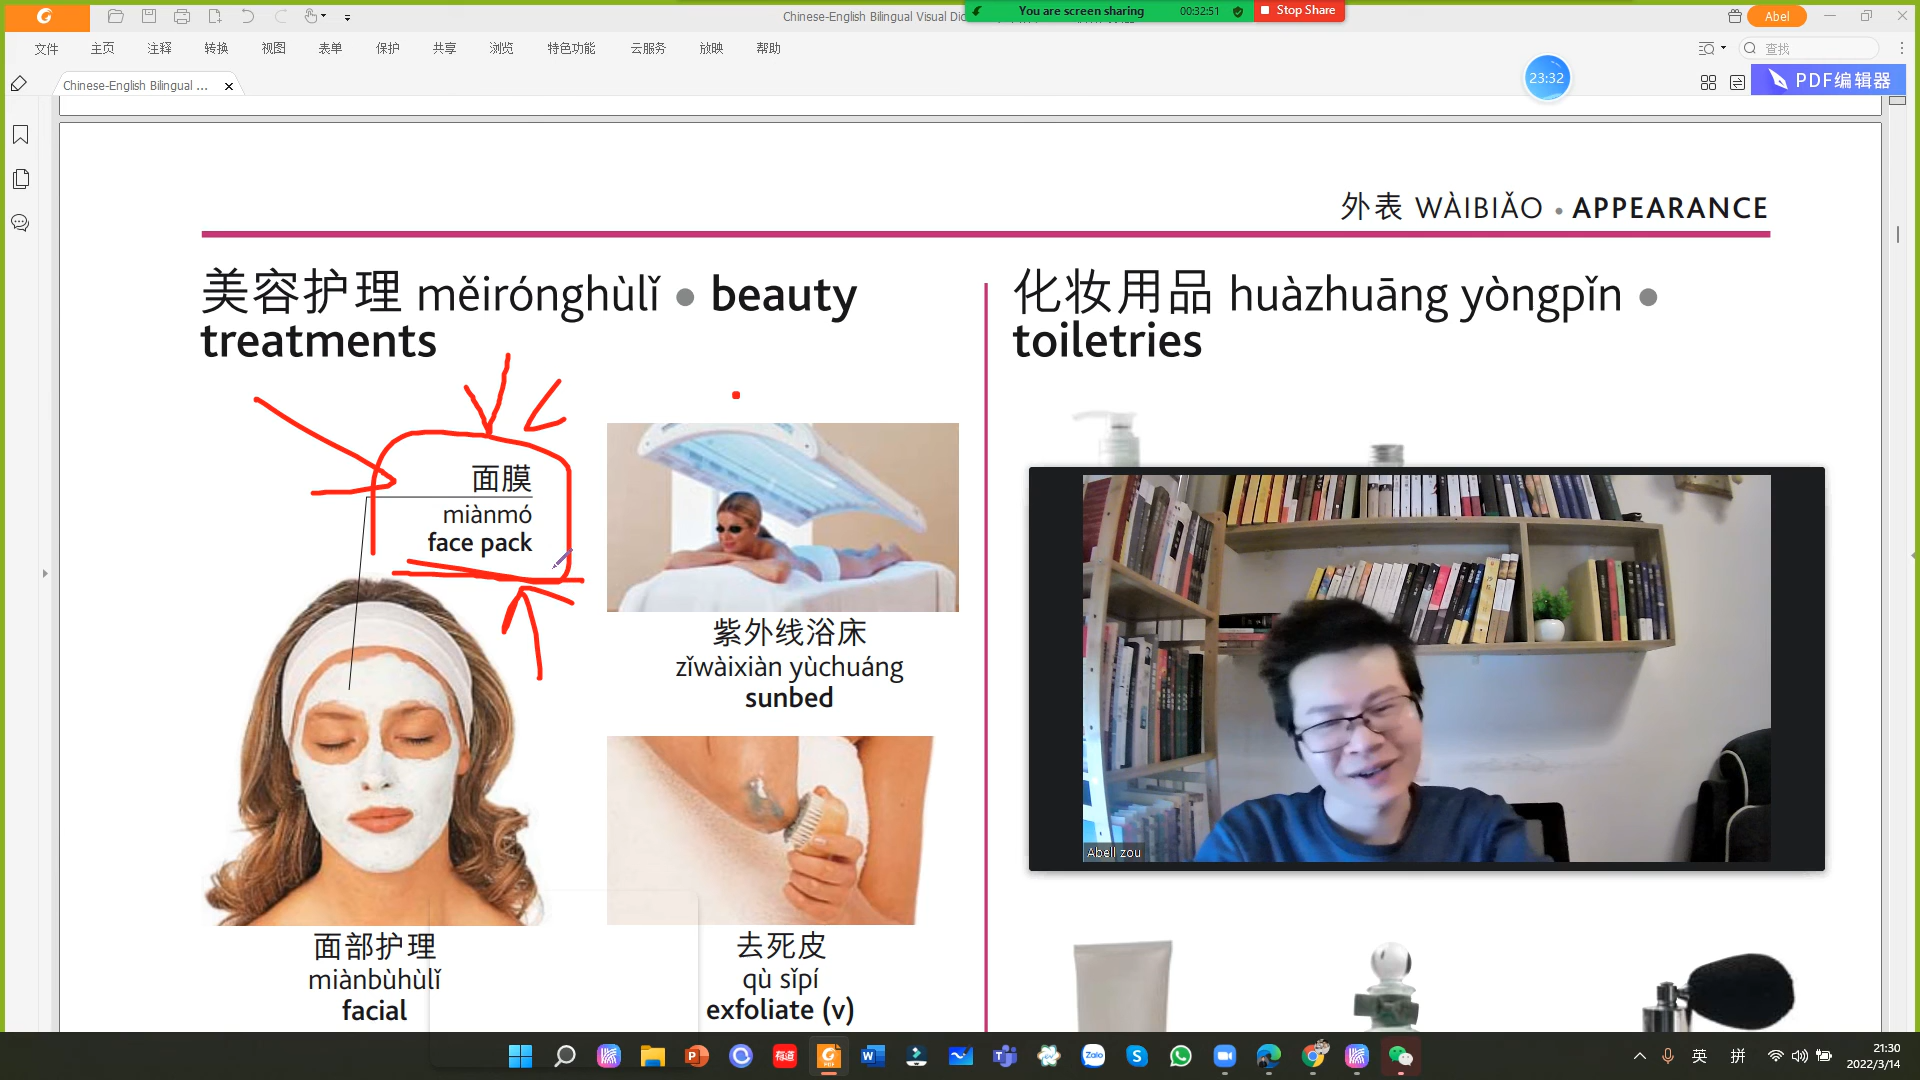 Chinese-English Bilingual Visual Dic
You are screen sharing
00:32:51
Stop Share
Abel
文件 主页 注释 转换 视图 表单 保护 共享 浏览 特色功能 云服务 放映 帮助
查找
Chinese-English Bilingual ...
23:32
PDF编辑器
外表 WÀIBIǍO • APPEARANCE
美容护理 měirónghùlǐ ● beauty
treatments
化妆用品 huàzhuāng yòngpǐn ●
toiletries
面膜
miànmó
face pack
紫外线浴床
zǐwàixiàn yùchuáng
sunbed
Abell zou
面部护理
miànbùhùlǐ
facial
去死皮
qù sǐpí
exfoliate (v)
有道
Zalo
英
拼
21:30
2022/3/14